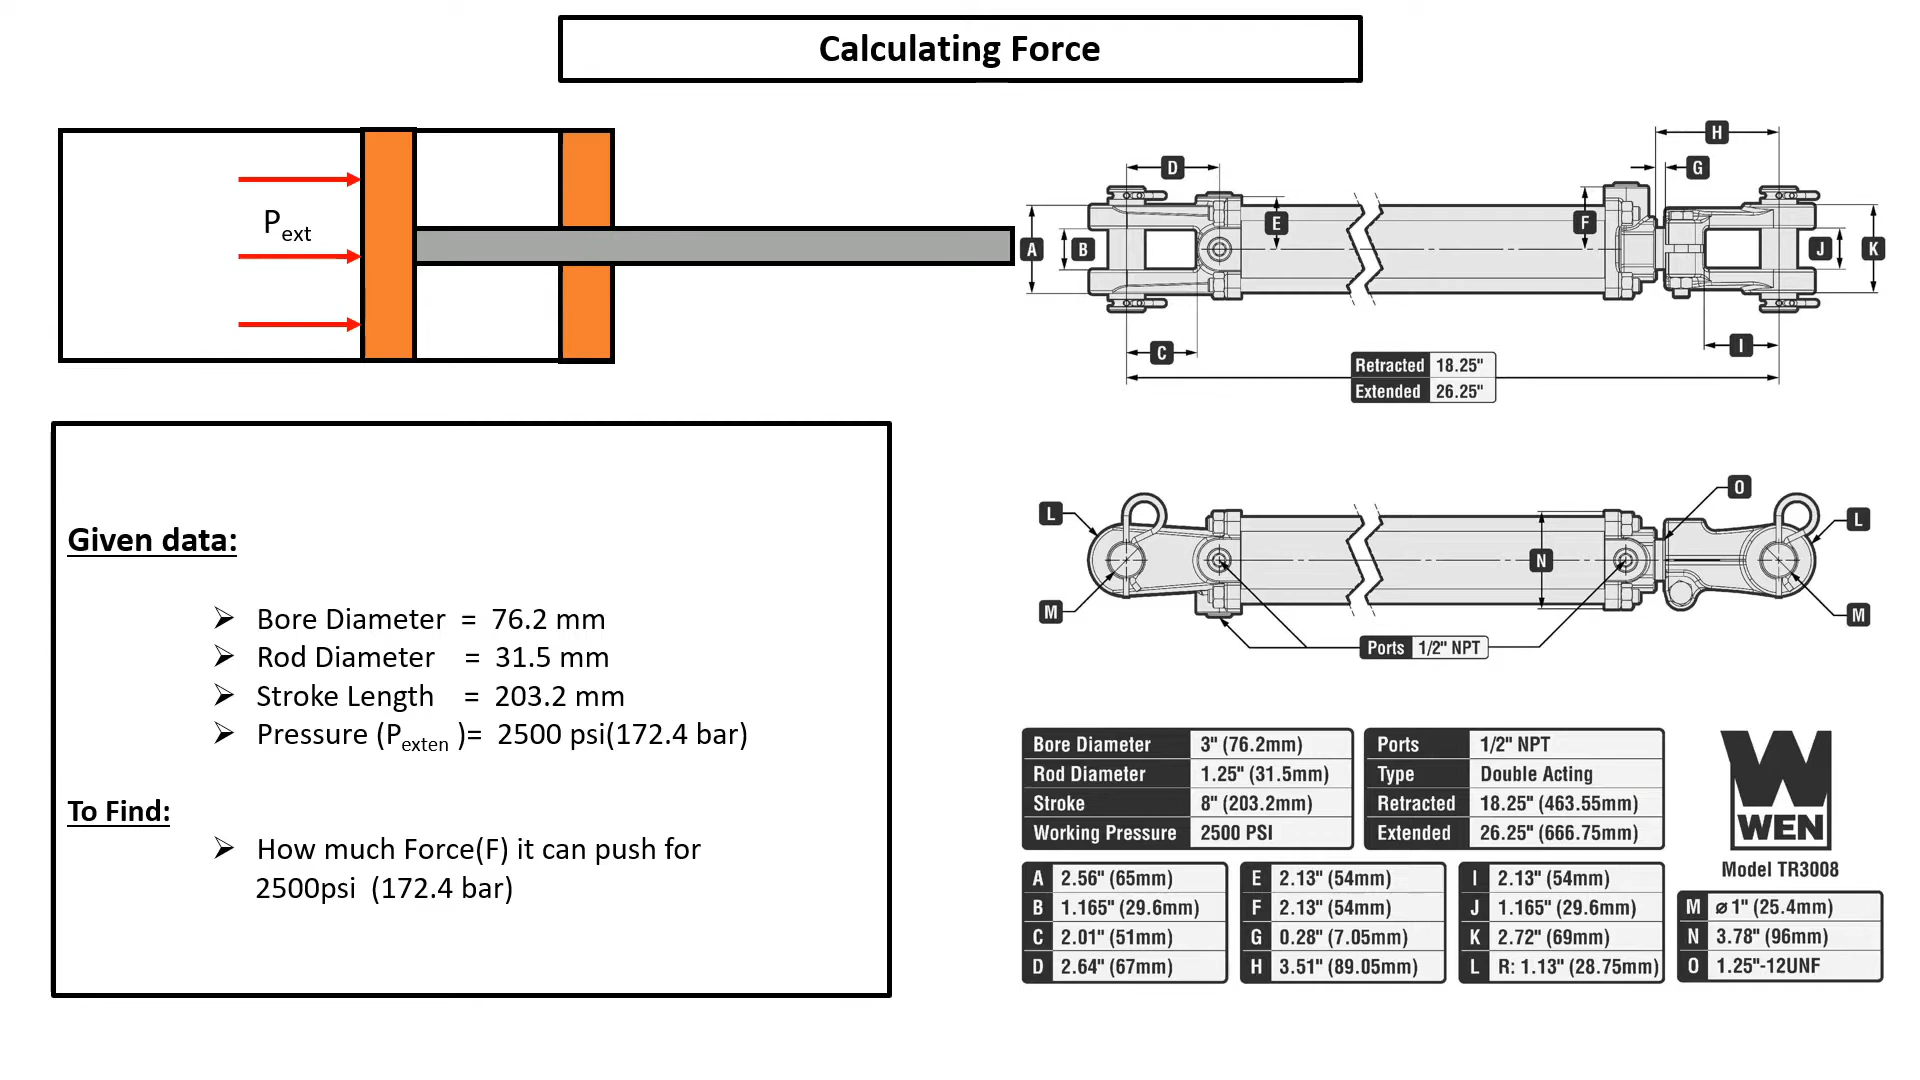 Calculating Force
P ext
Given data:
➢ Bore Diameter = 76.2 mm
➢ Rod Diameter = 31.5 mm
➢ Stroke Length = 203.2 mm
➢ Pressure (P exten )= 2500 psi(172.4 bar)
To Find:
➢ How much Force(F) it can push for
2500psi (172.4 bar)
H
D
G
E
F
A
B
J
K
C
I
Retracted 18.25"
Extended 26.25"
O
L
L
N
M
M
Ports 1/2" NPT
Bore Diameter 3" (76.2mm)
Rod Diameter 1.25" (31.5mm)
Stroke 8" (203.2mm)
Working Pressure 2500 PSI
Ports 1/2" NPT
Type Double Acting
Retracted 18.25" (463.55mm)
Extended 26.25" (666.75mm)
W
WEN
Model TR3008
A 2.56" (65mm)
B 1.165" (29.6mm)
C 2.01" (51mm)
D 2.64" (67mm)
E 2.13" (54mm)
F 2.13" (54mm)
G 0.28" (7.05mm)
H 3.51" (89.05mm)
I 2.13" (54mm)
J 1.165" (29.6mm)
K 2.72" (69mm)
L R: 1.13" (28.75mm)
M ⌀ 1" (25.4mm)
N 3.78" (96mm)
O 1.25"-12UNF